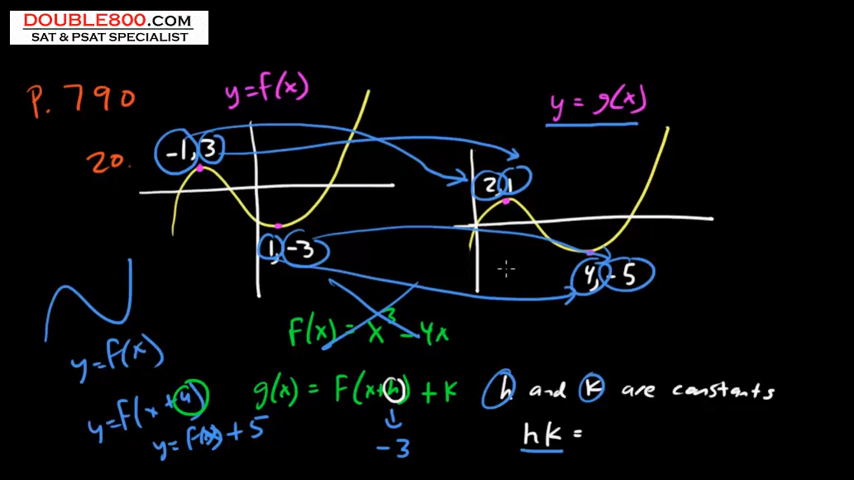 DOUBLE800.COM
SAT & PSAT SPECIALIST
P. 790
20.
y=f(x)
y = g(x)
-1, 3
2, 1
1, -3
4, -5
F(x) = x³ - 4x
y=f(x)
y=F(x+4)
y=f(x)+5
g(x) = F(x+h) + K
-3
h and k are constants
hk =